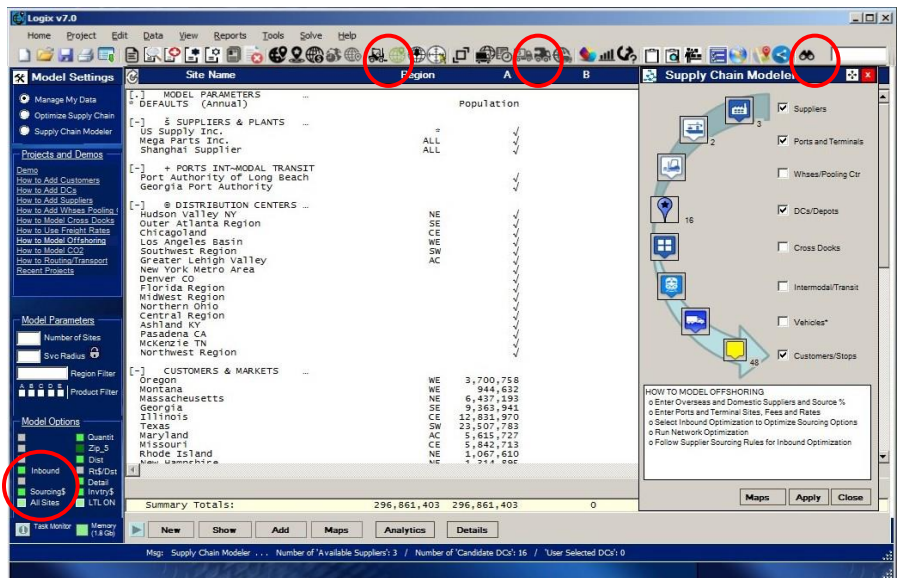 Logix v7.0
Home Project Edit Data View Reports Tools Solve Help
Model Settings
Manage My Data
Optimize Supply Chain
Supply Chain Modeler
Projects and Demos
Demo
How to Add Customers
How to Add DCs
How to Add Suppliers
How to Add Whses Pooling
How to Model Cross Docks
How to Use Freight Rates
How to Model Offshoring
How to Model CO2
How to Routing/Transport
Recent Projects
Model Parameters
Number of Sites
Svc Radius
Region Filter
A B C D E
Product Filter
Model Options
Quantit
Zip_5
Dist
Inbound Rt$/Dst
Detail
Sourcing$ Invtry$
All Sites LTL ON
Task Monitor Memory (1.8 Gb)
Site Name Region A B
[.] MODEL PARAMETERS ...
* DEFAULTS (Annual) Population
[-] š SUPPLIERS & PLANTS ...
US Supply Inc. * √
Mega Parts Inc. ALL √
Shanghai Supplier ALL √
[-] + PORTS INT~MODAL TRANSIT
Port Authority of Long Beach √
Georgia Port Authority √
[-] ® DISTRIBUTION CENTERS ...
Hudson Valley NY NE √
Outer Atlanta Region SE √
Chicagoland CE √
Los Angeles Basin WE √
Southwest Region SW √
Greater Lehigh Valley AC √
New York Metro Area √
Denver CO √
Florida Region √
Midwest Region √
Northern Ohio √
Central Region √
Ashland KY √
Pasadena CA √
McKenzie TN √
Northwest Region √
[-] CUSTOMERS & MARKETS ...
Oregon WE 3,700,758
Montana WE 944,632
Massacheusetts NE 6,437,193
Georgia SE 9,363,941
Illinois CE 12,831,970
Texas SW 23,507,783
Maryland AC 5,615,727
Missouri CE 5,842,713
Rhode Island NE 1,067,610
New Hampshire NE 1,314,895
Summary Totals: 296,861,403 296,861,403 0
New Show Add Maps Analytics Details
Msg: Supply Chain Modeler . . . Number of 'Available Suppliers': 3 / Number of 'Candidate DCs': 16 / 'User Selected DCs': 0
Supply Chain Modeler
3 Suppliers
2 Ports and Terminals
Whses/Pooling Ctr
16 DCs/Depots
Cross Docks
Intermodal/Transit
Vehicles*
48 Customers/Stops
HOW TO MODEL OFFSHORING
o Enter Overseas and Domestic Suppliers and Source %
o Enter Ports and Terminal Sites, Fees and Rates
o Select Inbound Optimization to Optimize Sourcing Options
o Run Network Optimization
o Follow Supplier Sourcing Rules for Inbound Optimization
Maps Apply Close